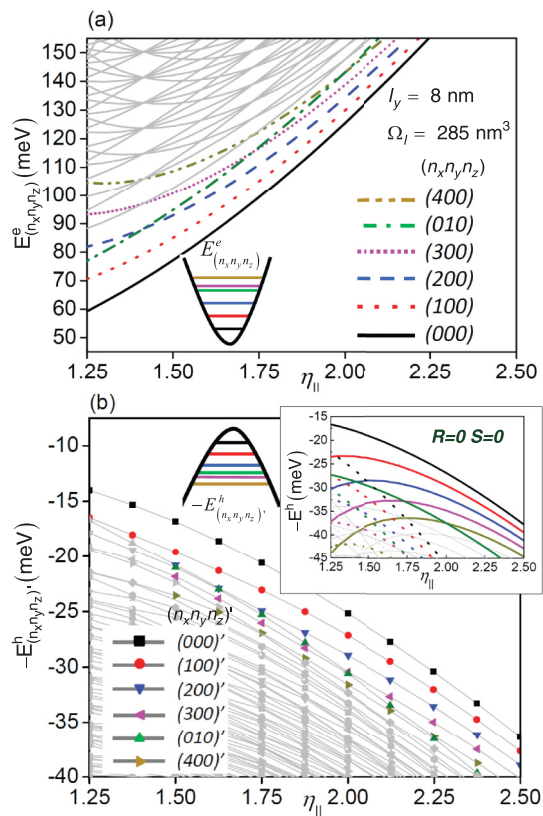 (a)
150
140
130
120
110
100
90
80
70
60
50
E^e_(n_x n_y n_z) (meV)
l_y = 8 nm
Ω_l = 285 nm³
(n_x n_y n_z)
(400)
(010)
(300)
(200)
(100)
(000)
E^e_(n_x n_y n_z)
1.25 1.50 1.75 2.00 2.25 2.50
η_||
(b)
-10
-15
-20
-25
-30
-35
-40
−E^h_(n_x n_y n_z)' (meV)
−E^h_(n_x n_y n_z)'
(n_x n_y n_z)'
(000)'
(100)'
(200)'
(300)'
(010)'
(400)'
-15
-20
-25
-30
-35
-40
-45
−E^h (meV)
R=0 S=0
1.25 1.50 1.75 2.00 2.25 2.50
η_||
1.25 1.50 1.75 2.00 2.25 2.50
η_||